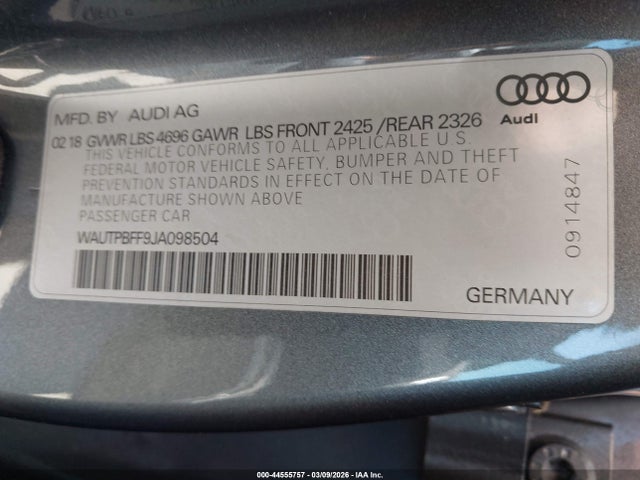 MFD. BY AUDI AG
02 18 GVWR LBS 4696 GAWR LBS FRONT 2425 /REAR 2326
THIS VEHICLE CONFORMS TO ALL APPLICABLE U.S.
FEDERAL MOTOR VEHICLE SAFETY, BUMPER AND THEFT
PREVENTION STANDARDS IN EFFECT ON THE DATE OF
MANUFACTURE SHOWN ABOVE
PASSENGER CAR
WAUTPBFF9JA098504
Audi
0914847
GERMANY
000-44555757 - 03/09/2026 - IAA Inc.